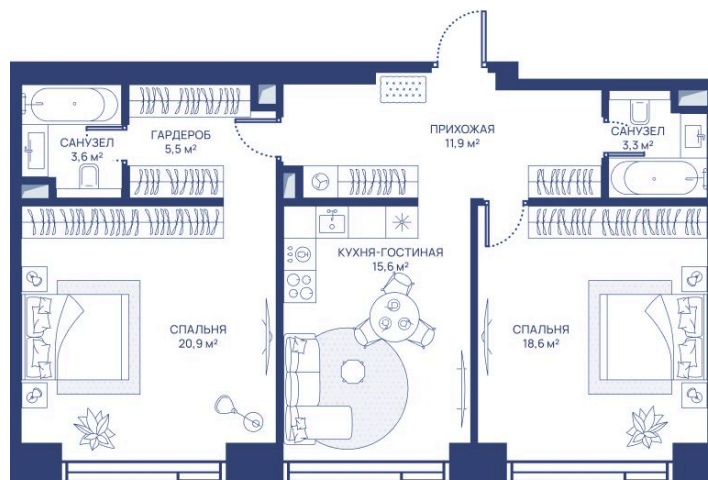 САНУЗЕЛ
3,6 м²
ГАРДЕРОБ
5,5 м²
ПРИХОЖАЯ
11,9 м²
САНУЗЕЛ
3,3 м²
КУХНЯ-ГОСТИНАЯ
15,6 м²
СПАЛЬНЯ
20,9 м²
СПАЛЬНЯ
18,6 м²